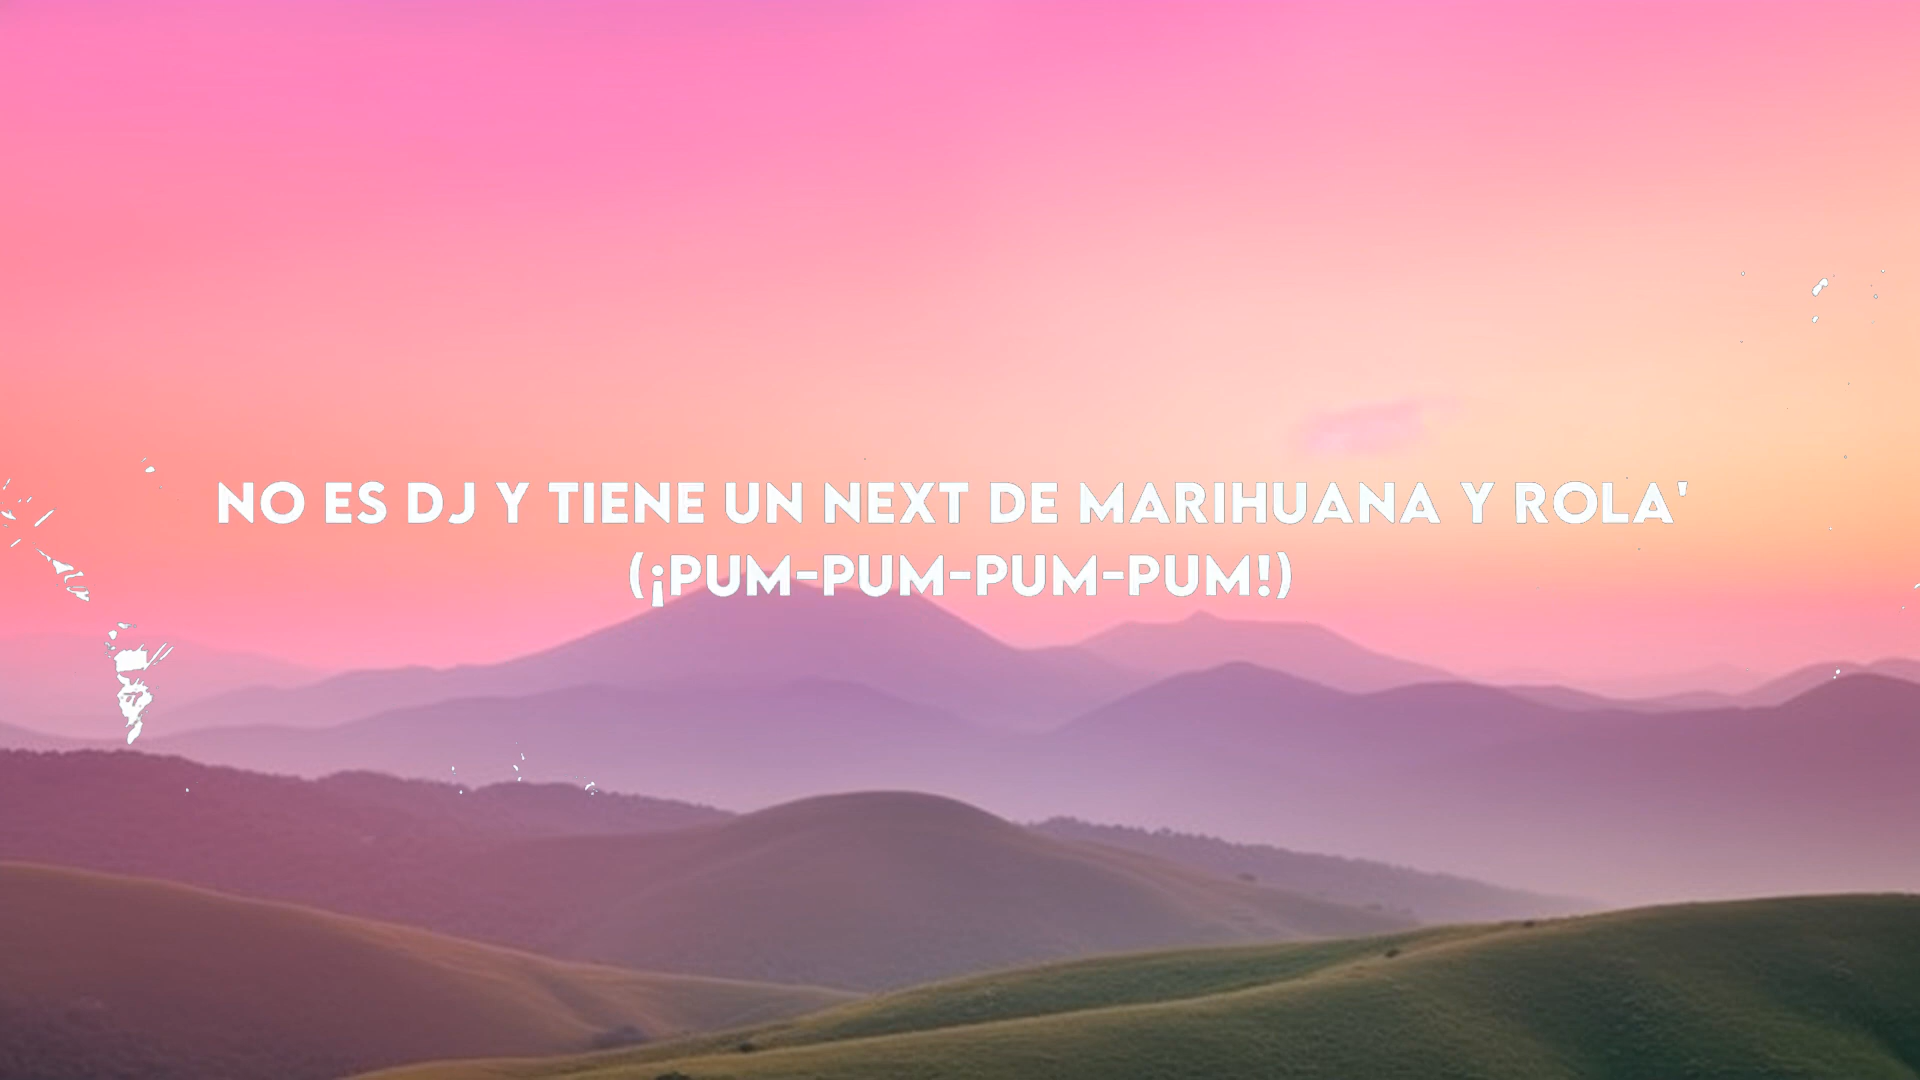 NO ES DJ Y TIENE UN NEXT DE MARIHUANA Y ROLA'
(¡PUM-PUM-PUM-PUM!)